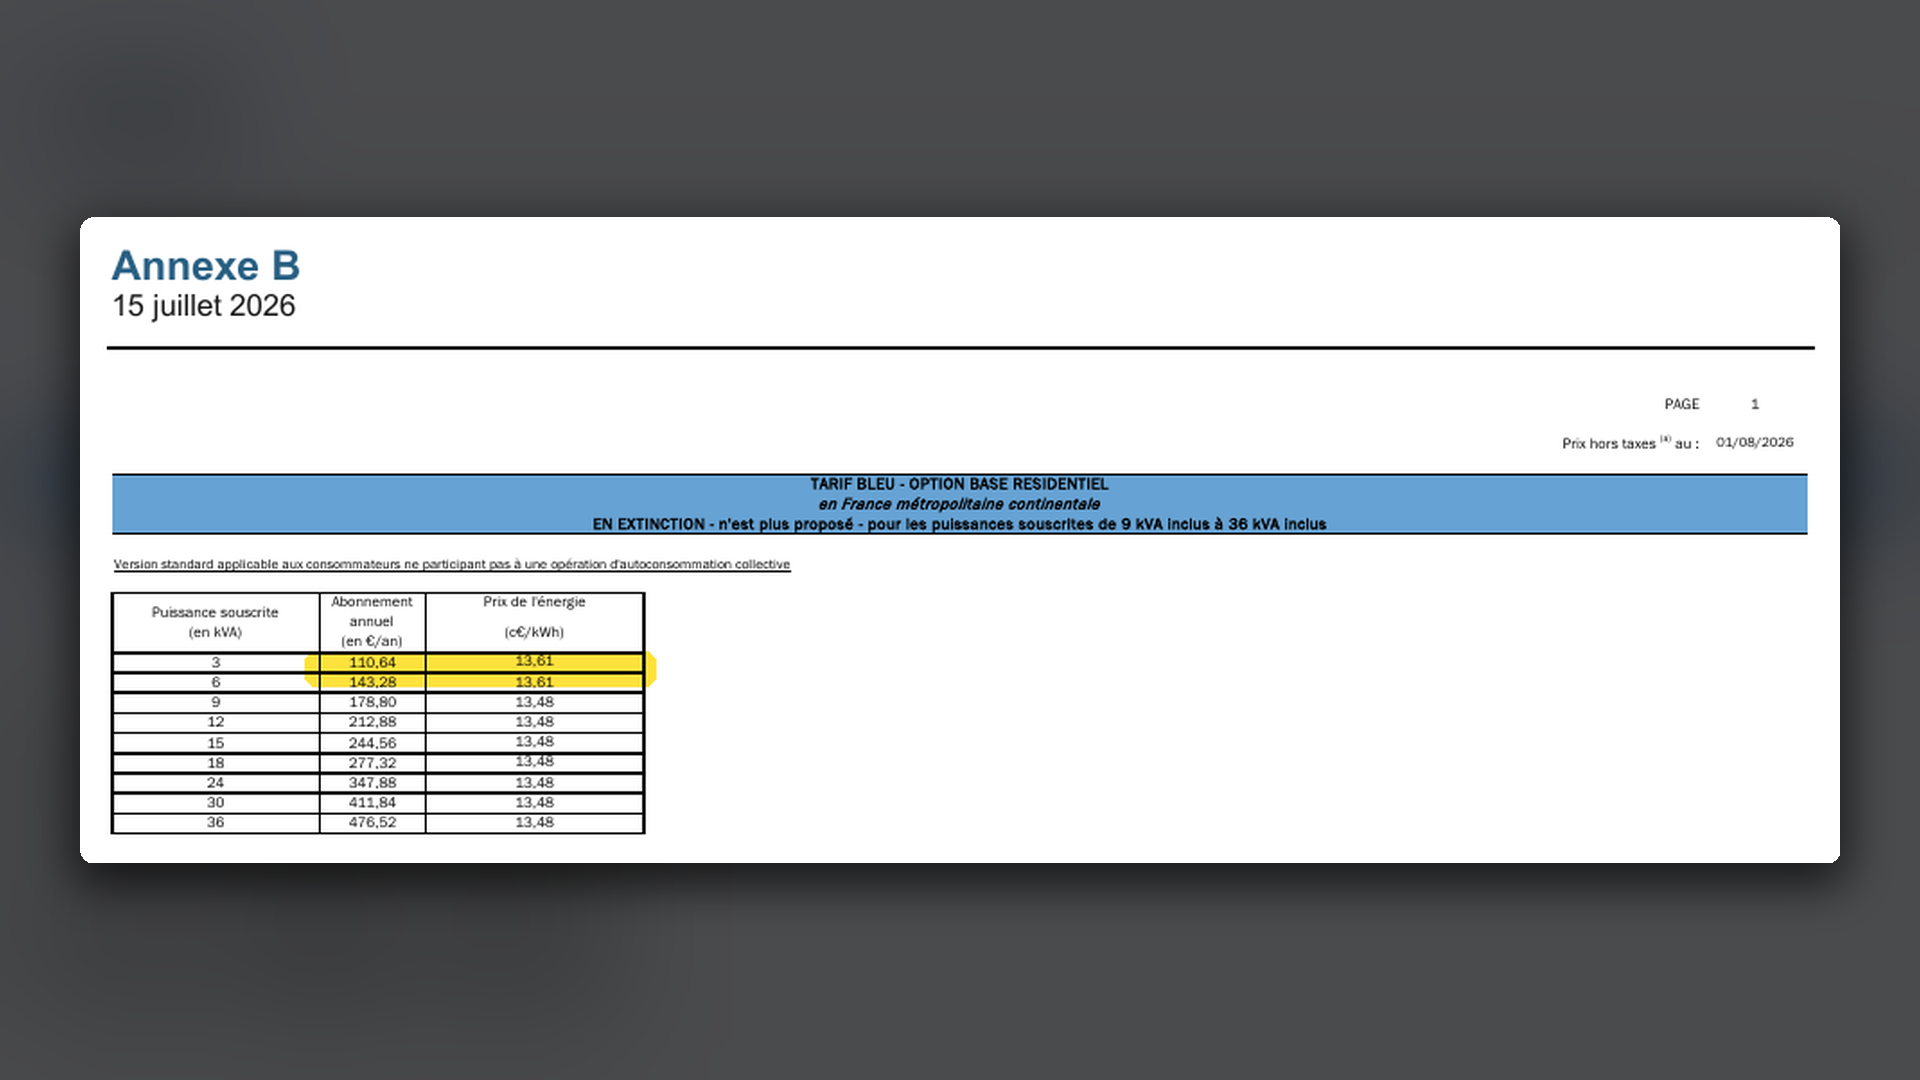 Annexe B
15 juillet 2026
PAGE 1
Prix hors taxes (a) au : 01/08/2026
TARIF BLEU - OPTION BASE RESIDENTIEL
en France métropolitaine continentale
EN EXTINCTION - n'est plus proposé - pour les puissances souscrites de 9 kVA inclus à 36 kVA inclus
Version standard applicable aux consommateurs ne participant pas à une opération d'autoconsommation collective
Puissance souscrite (en kVA) Abonnement annuel (en €/an) Prix de l'énergie (c€/kWh)
3 110,64 13,61
6 143,28 13,61
9 178,80 13,48
12 212,88 13,48
15 244,56 13,48
18 277,32 13,48
24 347,88 13,48
30 411,84 13,48
36 476,52 13,48